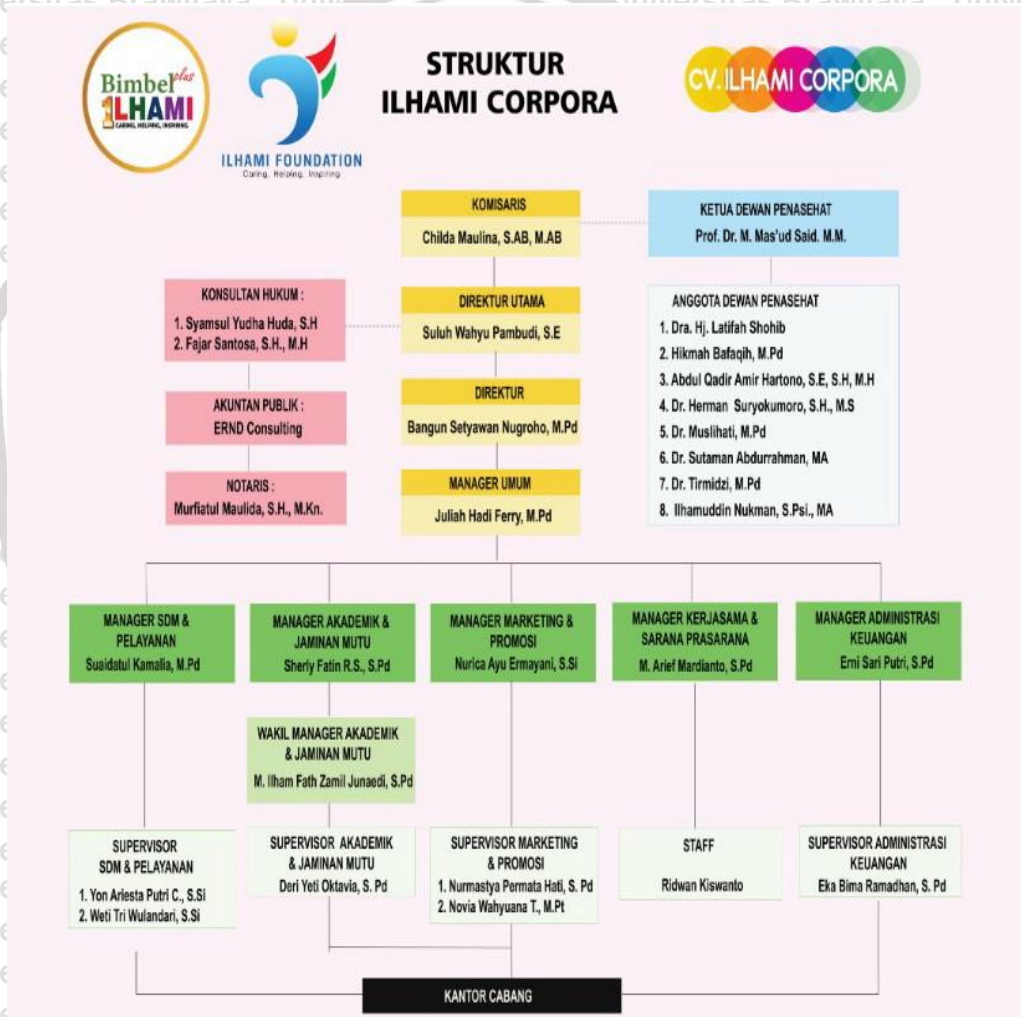 Bimbel plus
1LHAMI
CARING, HELPING, INSPIRING
ILHAMI FOUNDATION
Caring. Helping. Inspiring
STRUKTUR
ILHAMI CORPORA
CV. ILHAMI CORPORA
KOMISARIS
Childa Maulina, S.AB, M.AB
KETUA DEWAN PENASEHAT
Prof. Dr. M. Mas'ud Said. M.M.
KONSULTAN HUKUM :
1. Syamsul Yudha Huda, S.H
2. Fajar Santosa, S.H., M.H
DIREKTUR UTAMA
Suluh Wahyu Pambudi, S.E
ANGGOTA DEWAN PENASEHAT
1. Dra. Hj. Latifah Shohib
2. Hikmah Bafaqih, M.Pd
3. Abdul Qadir Amir Hartono, S.E, S.H, M.H
4. Dr. Herman Suryokumoro, S.H., M.S
5. Dr. Muslihati, M.Pd
6. Dr. Sutaman Abdurrahman, MA
7. Dr. Tirmidzi, M.Pd
8. Ilhamuddin Nukman, S.Psi., MA
AKUNTAN PUBLIK :
ERND Consulting
DIREKTUR
Bangun Setyawan Nugroho, M.Pd
NOTARIS :
Murfiatul Maulida, S.H., M.Kn.
MANAGER UMUM
Juliah Hadi Ferry, M.Pd
MANAGER SDM &
PELAYANAN
Suaidatul Kamalia, M.Pd
MANAGER AKADEMIK &
JAMINAN MUTU
Sherly Fatin R.S., S.Pd
MANAGER MARKETING &
PROMOSI
Nurica Ayu Ermayani, S.Si
MANAGER KERJASAMA &
SARANA PRASARANA
M. Arief Mardianto, S.Pd
MANAGER ADMINISTRASI
KEUANGAN
Erni Sari Putri, S.Pd
WAKIL MANAGER AKADEMIK
& JAMINAN MUTU
M. Ilham Fath Zamil Junaedi, S.Pd
SUPERVISOR
SDM & PELAYANAN
1. Yon Ariesta Putri C., S.Si
2. Weti Tri Wulandari, S.Si
SUPERVISOR AKADEMIK
& JAMINAN MUTU
Deri Yeti Oktavia, S. Pd
SUPERVISOR MARKETING
& PROMOSI
1. Nurmastya Permata Hati, S. Pd
2. Novia Wahyuana T., M.Pt
STAFF
Ridwan Kiswanto
SUPERVISOR ADMINISTRASI
KEUANGAN
Eka Bima Ramadhan, S. Pd
KANTOR CABANG